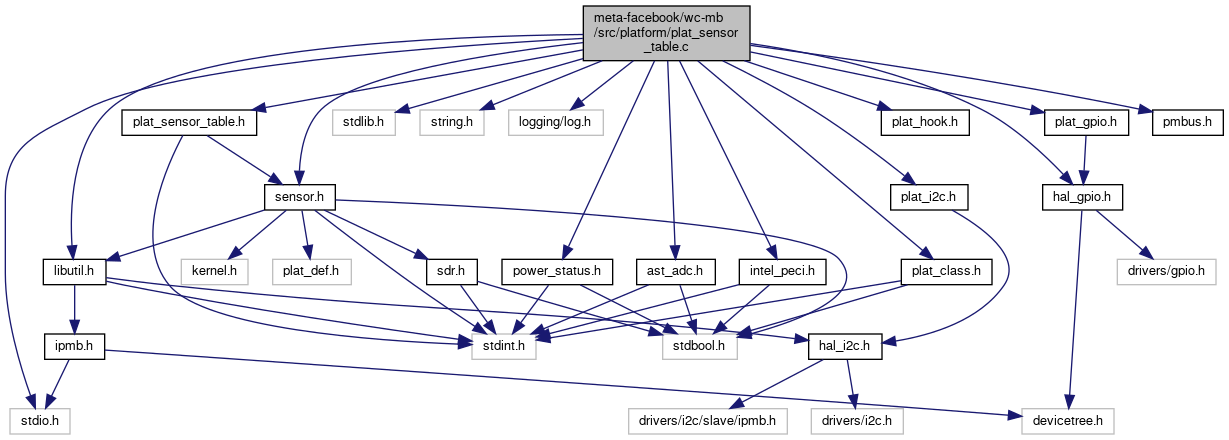 meta-facebook/wc-mb
/src/platform/plat_sensor
_table.c
plat_sensor_table.h
stdlib.h
string.h
logging/log.h
plat_hook.h
plat_gpio.h
pmbus.h
sensor.h
plat_i2c.h
hal_gpio.h
libutil.h
kernel.h
plat_def.h
sdr.h
power_status.h
ast_adc.h
intel_peci.h
plat_class.h
drivers/gpio.h
ipmb.h
stdint.h
stdbool.h
hal_i2c.h
stdio.h
drivers/i2c/slave/ipmb.h
drivers/i2c.h
devicetree.h